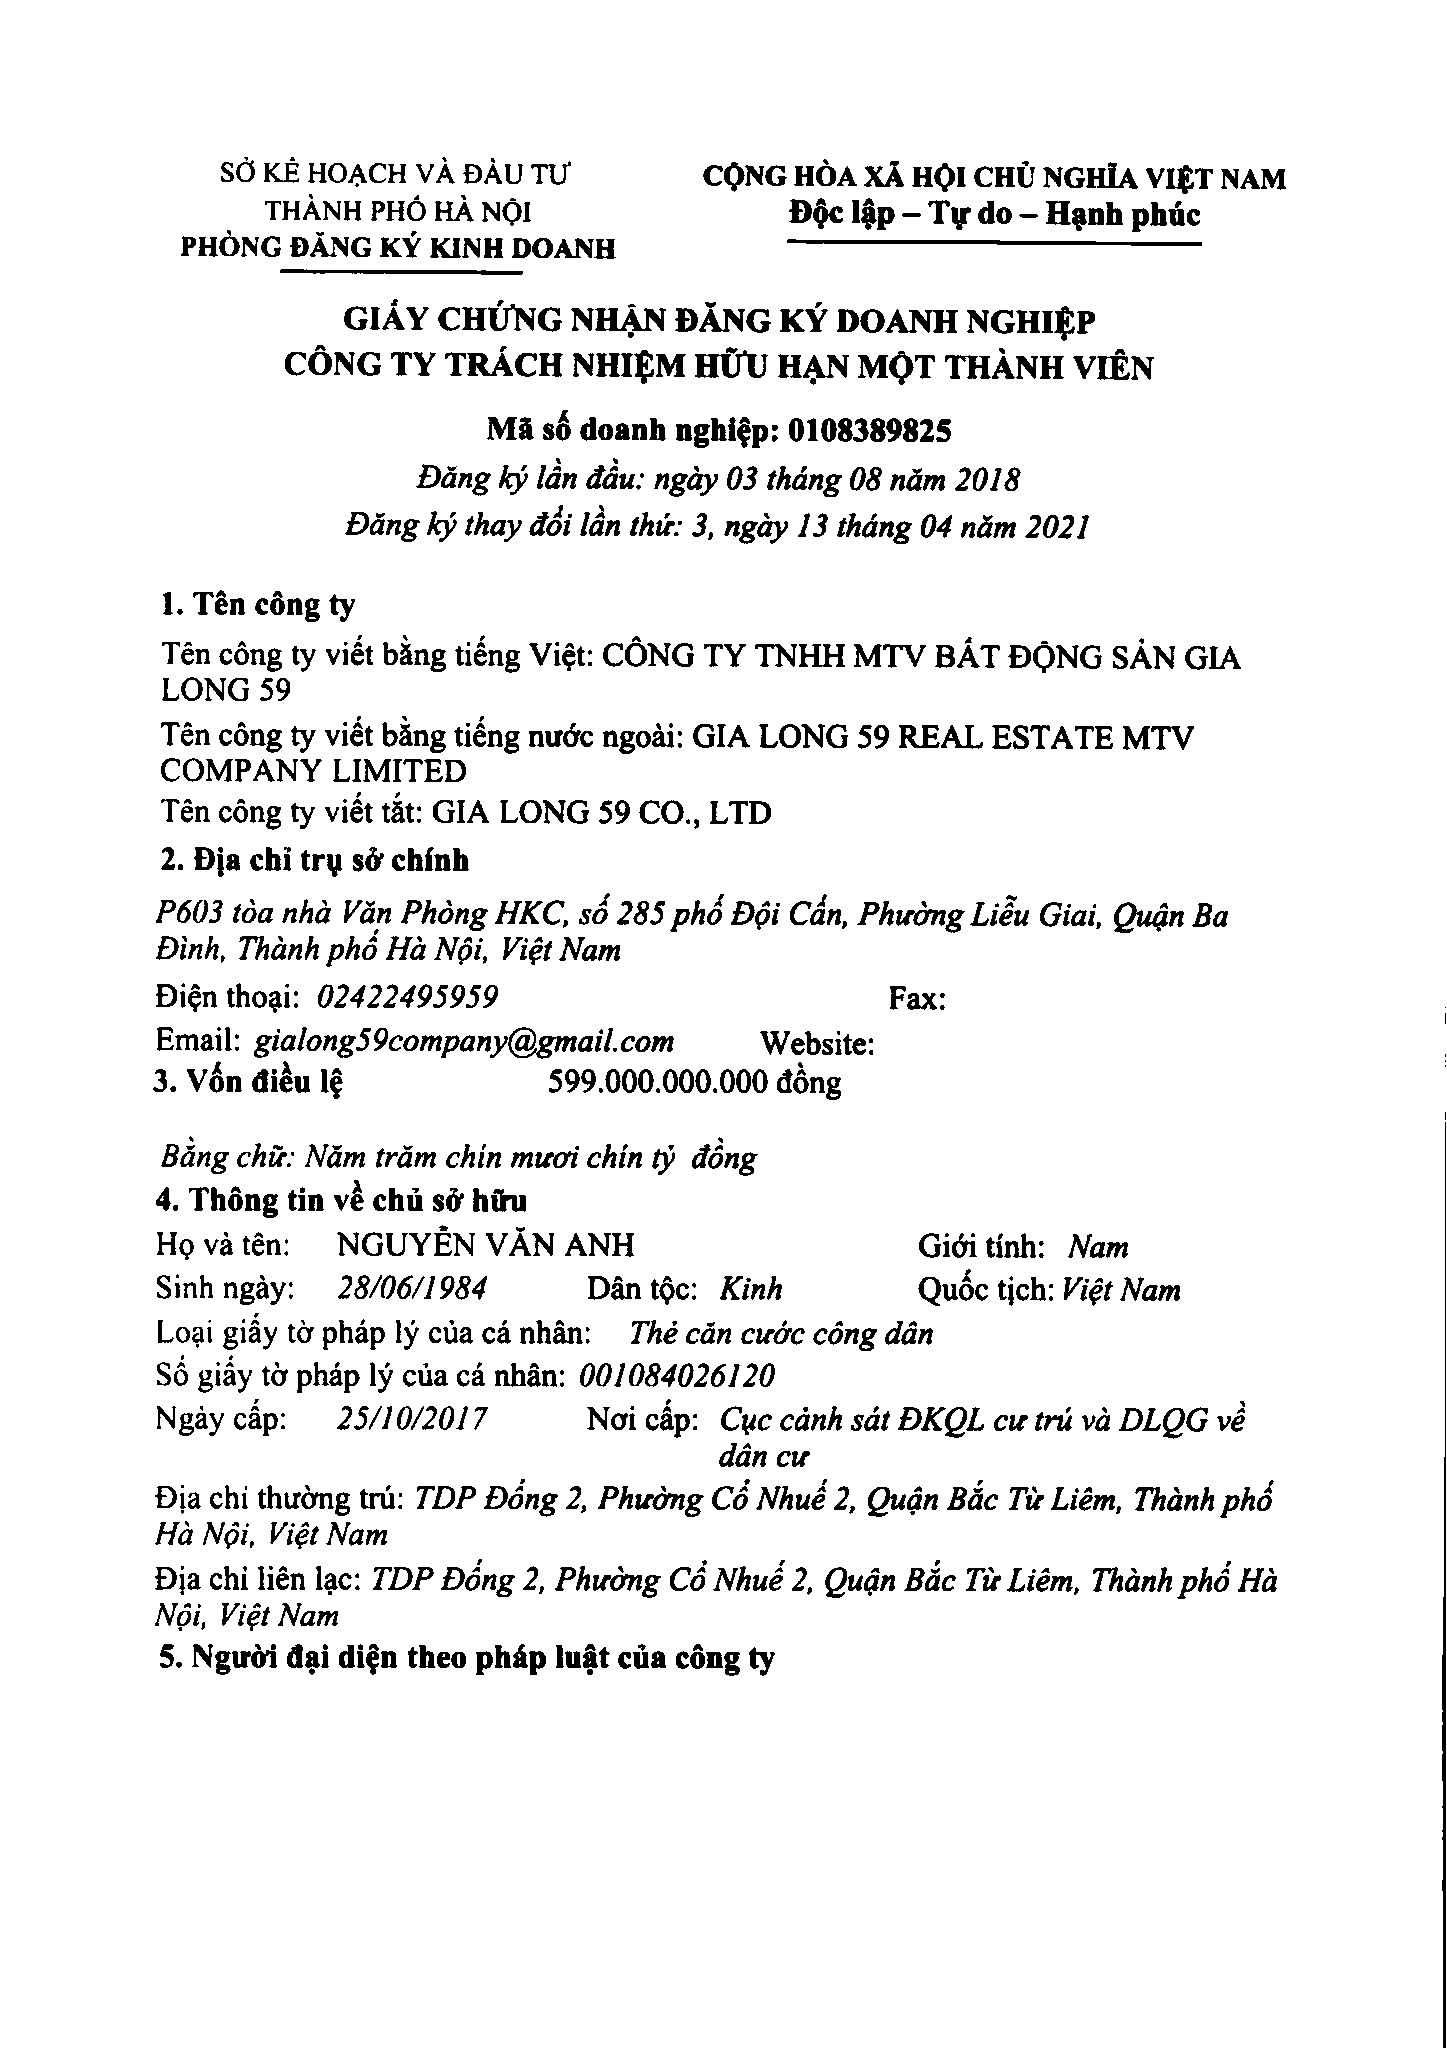 SỞ KẾ HOẠCH VÀ ĐẦU TƯ
THÀNH PHỐ HÀ NỘI
PHÒNG ĐĂNG KÝ KINH DOANH
CỘNG HÒA XÃ HỘI CHỦ NGHĨA VIỆT NAM
Độc lập – Tự do – Hạnh phúc
GIẤY CHỨNG NHẬN ĐĂNG KÝ DOANH NGHIỆP
CÔNG TY TRÁCH NHIỆM HỮU HẠN MỘT THÀNH VIÊN
Mã số doanh nghiệp: 0108389825
Đăng ký lần đầu: ngày 03 tháng 08 năm 2018
Đăng ký thay đổi lần thứ: 3, ngày 13 tháng 04 năm 2021
1. Tên công ty
Tên công ty viết bằng tiếng Việt: CÔNG TY TNHH MTV BẤT ĐỘNG SẢN GIA
LONG 59
Tên công ty viết bằng tiếng nước ngoài: GIA LONG 59 REAL ESTATE MTV
COMPANY LIMITED
Tên công ty viết tắt: GIA LONG 59 CO., LTD
2. Địa chỉ trụ sở chính
P603 tòa nhà Văn Phòng HKC, số 285 phố Đội Cấn, Phường Liễu Giai, Quận Ba
Đình, Thành phố Hà Nội, Việt Nam
Điện thoại: 02422495959 Fax:
Email: gialong59company@gmail.com Website:
3. Vốn điều lệ 599.000.000.000 đồng
Bằng chữ: Năm trăm chín mươi chín tỷ đồng
4. Thông tin về chủ sở hữu
Họ và tên: NGUYỄN VĂN ANH Giới tính: Nam
Sinh ngày: 28/06/1984 Dân tộc: Kinh Quốc tịch: Việt Nam
Loại giấy tờ pháp lý của cá nhân: Thẻ căn cước công dân
Số giấy tờ pháp lý của cá nhân: 001084026120
Ngày cấp: 25/10/2017 Nơi cấp: Cục cảnh sát ĐKQL cư trú và DLQG về
dân cư
Địa chỉ thường trú: TDP Đống 2, Phường Cổ Nhuế 2, Quận Bắc Từ Liêm, Thành phố
Hà Nội, Việt Nam
Địa chỉ liên lạc: TDP Đống 2, Phường Cổ Nhuế 2, Quận Bắc Từ Liêm, Thành phố Hà
Nội, Việt Nam
5. Người đại diện theo pháp luật của công ty